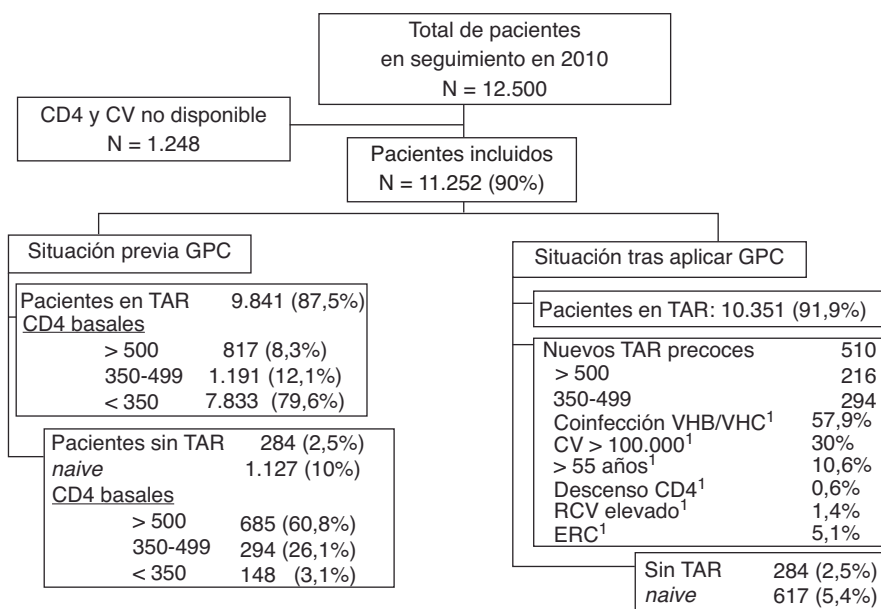 Total de pacientes
en seguimiento en 2010
N = 12.500
CD4 y CV no disponible
N = 1.248
Pacientes incluidos
N = 11.252 (90%)
Situación previa GPC
Pacientes en TAR 9.841 (87,5%)
CD4 basales
> 500 817 (8,3%)
350-499 1.191 (12,1%)
< 350 7.833 (79,6%)
Pacientes sin TAR 284 (2,5%)
naive 1.127 (10%)
CD4 basales
> 500 685 (60,8%)
350-499 294 (26,1%)
< 350 148 (3,1%)
Situación tras aplicar GPC
Pacientes en TAR: 10.351 (91,9%)
Nuevos TAR precoces 510
> 500 216
350-499 294
Coinfección VHB/VHC¹ 57,9%
CV > 100.000¹ 30%
> 55 años¹ 10,6%
Descenso CD4¹ 0,6%
RCV elevado¹ 1,4%
ERC¹ 5,1%
Sin TAR 284 (2,5%)
naive 617 (5,4%)